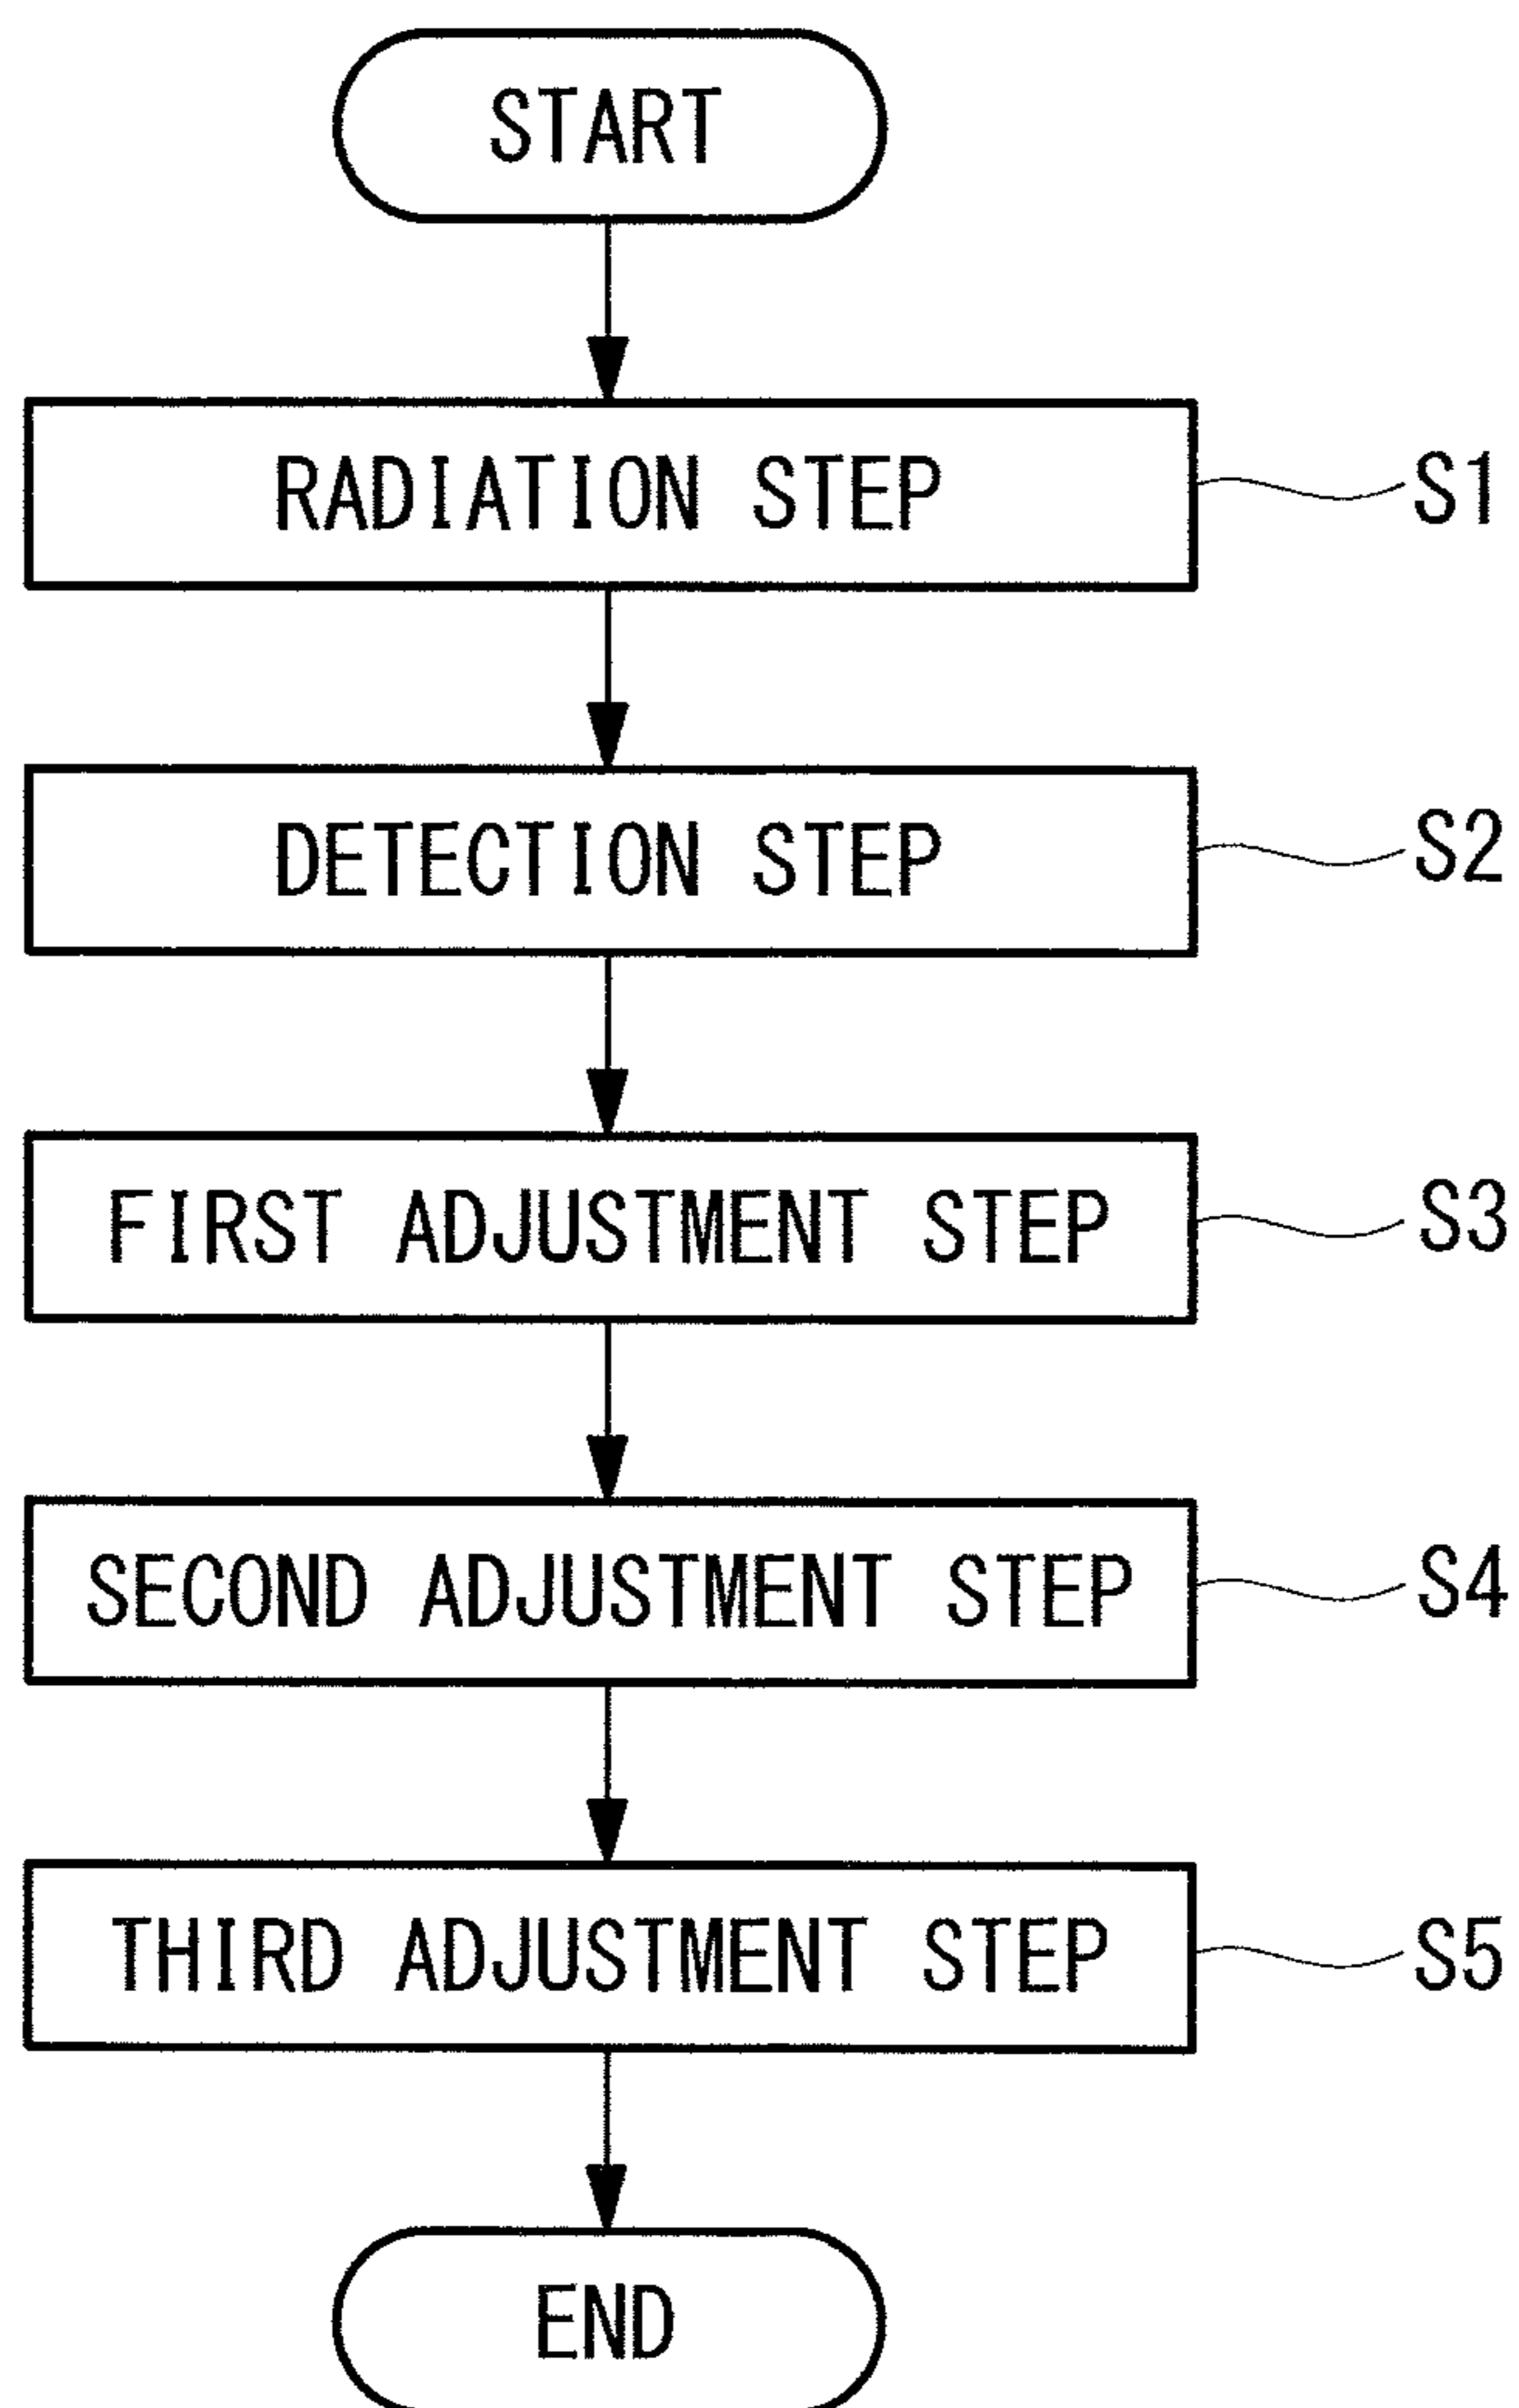 START
RADIATION STEP S1
DETECTION STEP S2
FIRST ADJUSTMENT STEP S3
SECOND ADJUSTMENT STEP S4
THIRD ADJUSTMENT STEP S5
END